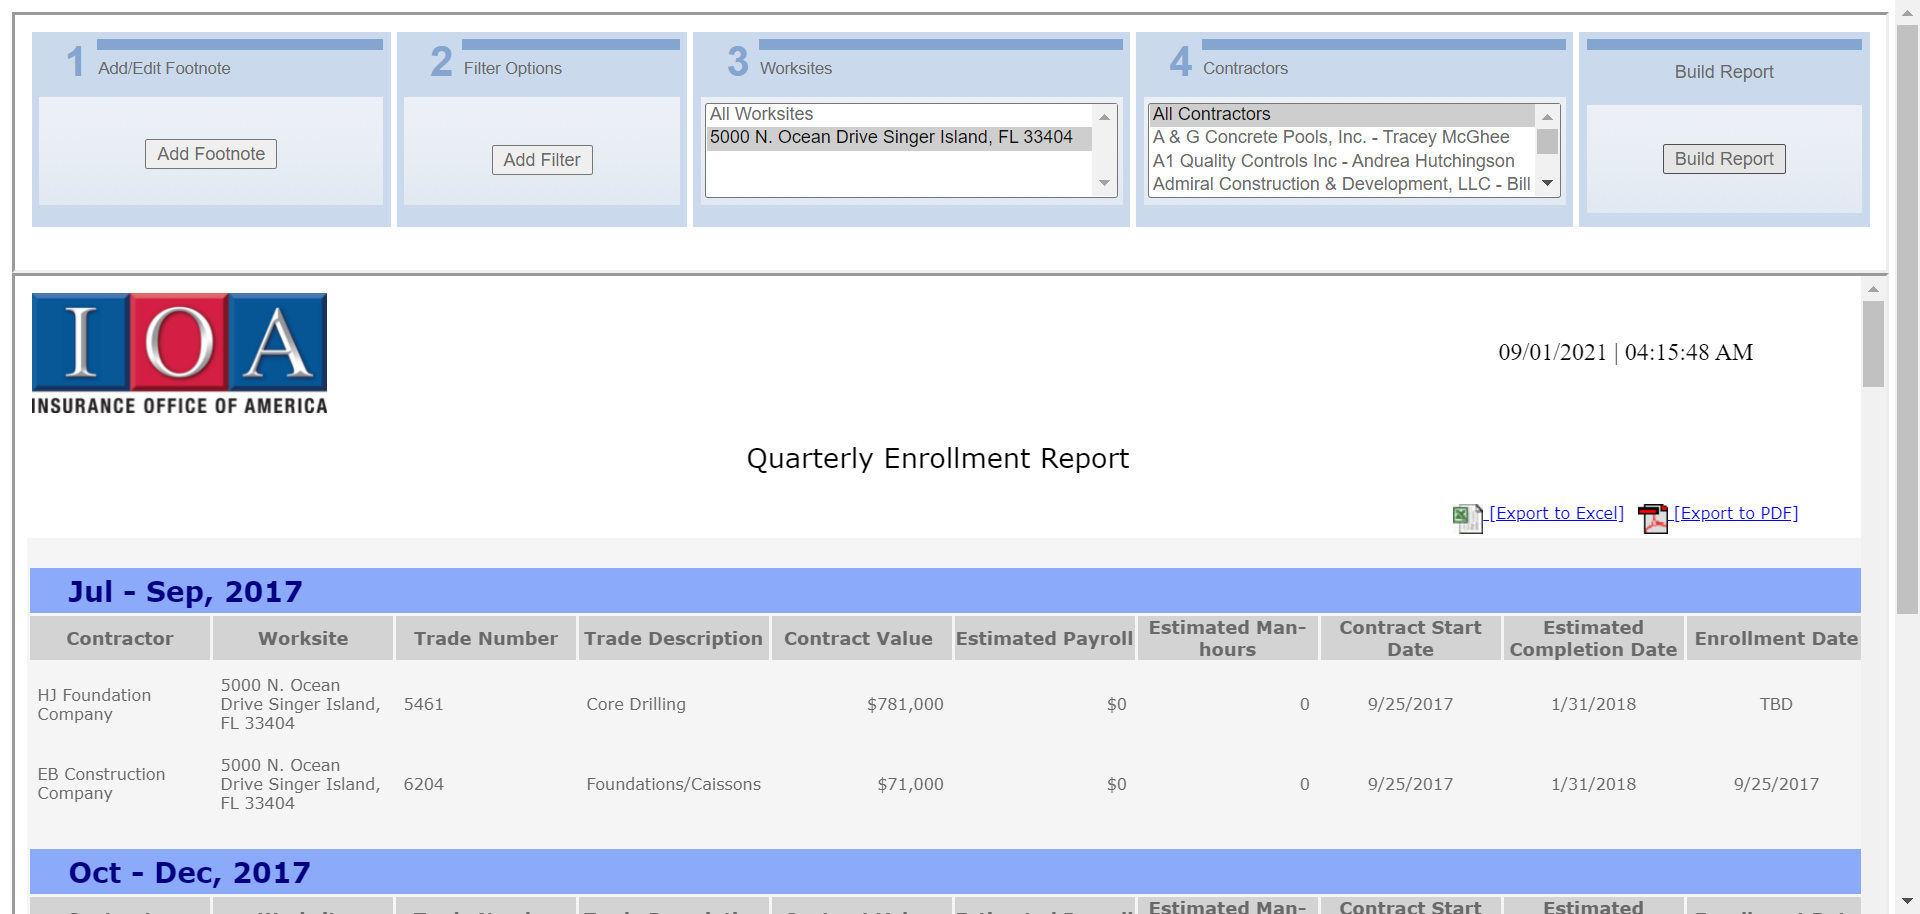 1 Add/Edit Footnote
Add Footnote
2 Filter Options
Add Filter
3 Worksites
All Worksites
5000 N. Ocean Drive Singer Island, FL 33404
4 Contractors
All Contractors
A & G Concrete Pools, Inc. - Tracey McGhee
A1 Quality Controls Inc - Andrea Hutchingson
Admiral Construction & Development, LLC - Bill
Build Report
Build Report
IOA
INSURANCE OFFICE OF AMERICA
09/01/2021 | 04:15:48 AM
Quarterly Enrollment Report
[Export to Excel] [Export to PDF]
Jul - Sep, 2017
Contractor Worksite Trade Number Trade Description Contract Value Estimated Payroll Estimated Man-hours Contract Start Date Estimated Completion Date Enrollment Date
HJ Foundation Company 5000 N. Ocean Drive Singer Island, FL 33404 5461 Core Drilling $781,000 $0 0 9/25/2017 1/31/2018 TBD
EB Construction Company 5000 N. Ocean Drive Singer Island, FL 33404 6204 Foundations/Caissons $71,000 $0 0 9/25/2017 1/31/2018 9/25/2017
Oct - Dec, 2017
Estimated Man- Contract Start Estimated